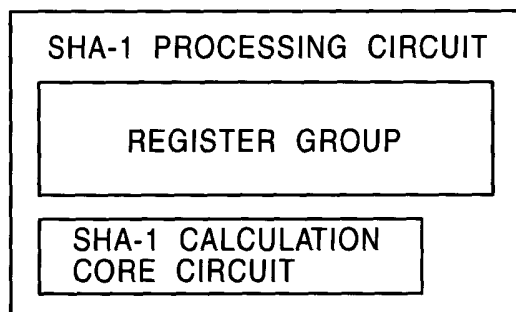 SHA-1 PROCESSING CIRCUIT
REGISTER GROUP
SHA-1 CALCULATION
CORE CIRCUIT